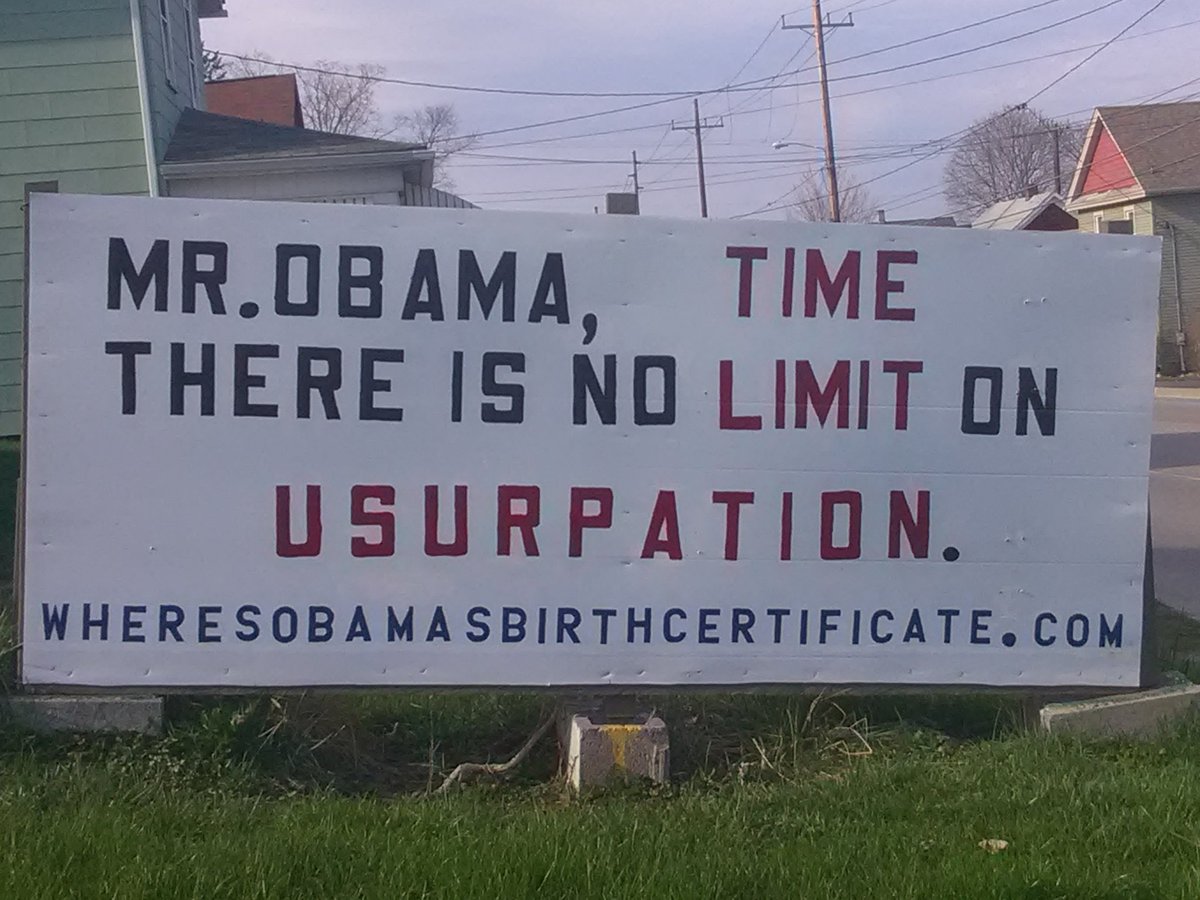 MR. OBAMA, TIME
THERE IS NO LIMIT ON
USURPATION.
WHERESOBAMASBIRTHCERTIFICATE.COM